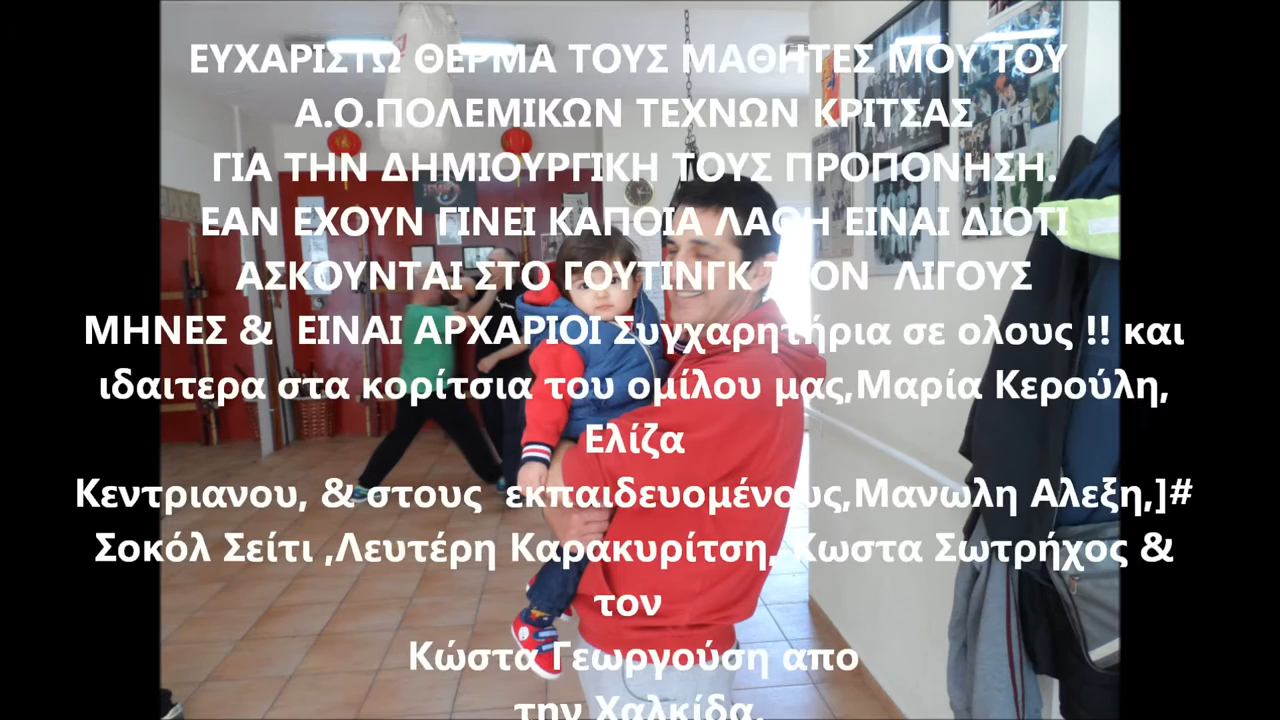 ΕΥΧΑΡΙΣΤΩ ΘΕΡΜΑ ΤΟΥΣ ΜΑΘΗΤΕΣ ΜΟΥ ΤΟΥ
Α.Ο.ΠΟΛΕΜΙΚΩΝ ΤΕΧΝΩΝ ΚΡΙΤΣΑΣ
ΓΙΑ ΤΗΝ ΔΗΜΙΟΥΡΓΙΚΗ ΤΟΥΣ ΠΡΟΠΟΝΗΣΗ.
ΕΑΝ ΕΧΟΥΝ ΓΙΝΕΙ ΚΑΠΟΙΑ ΛΑΘΗ ΕΙΝΑΙ ΔΙΟΤΙ
ΑΣΚΟΥΝΤΑΙ ΣΤΟ ΓΟΥΤΙΝΓΚ ΛΙΓΟΥΣ
ΜΗΝΕΣ & ΕΙΝΑΙ ΑΡΧΑΡΙΟΙ Συγχαρητήρια σε ολους !! και
ιδαιτερα στα κορίτσια του ομίλου μας,Μαρία Κερούλη,
Ελίζα
Κεντριανου, & στους εκπαιδευομένους,Μανωλη Αλεξη,]#
Σοκόλ Σείτι ,Λευτέρη Καρακυρίτση, Κωστα Σωτρήχος &
τον
Κώστα Γεωργούση απο
την Χαλκίδα.